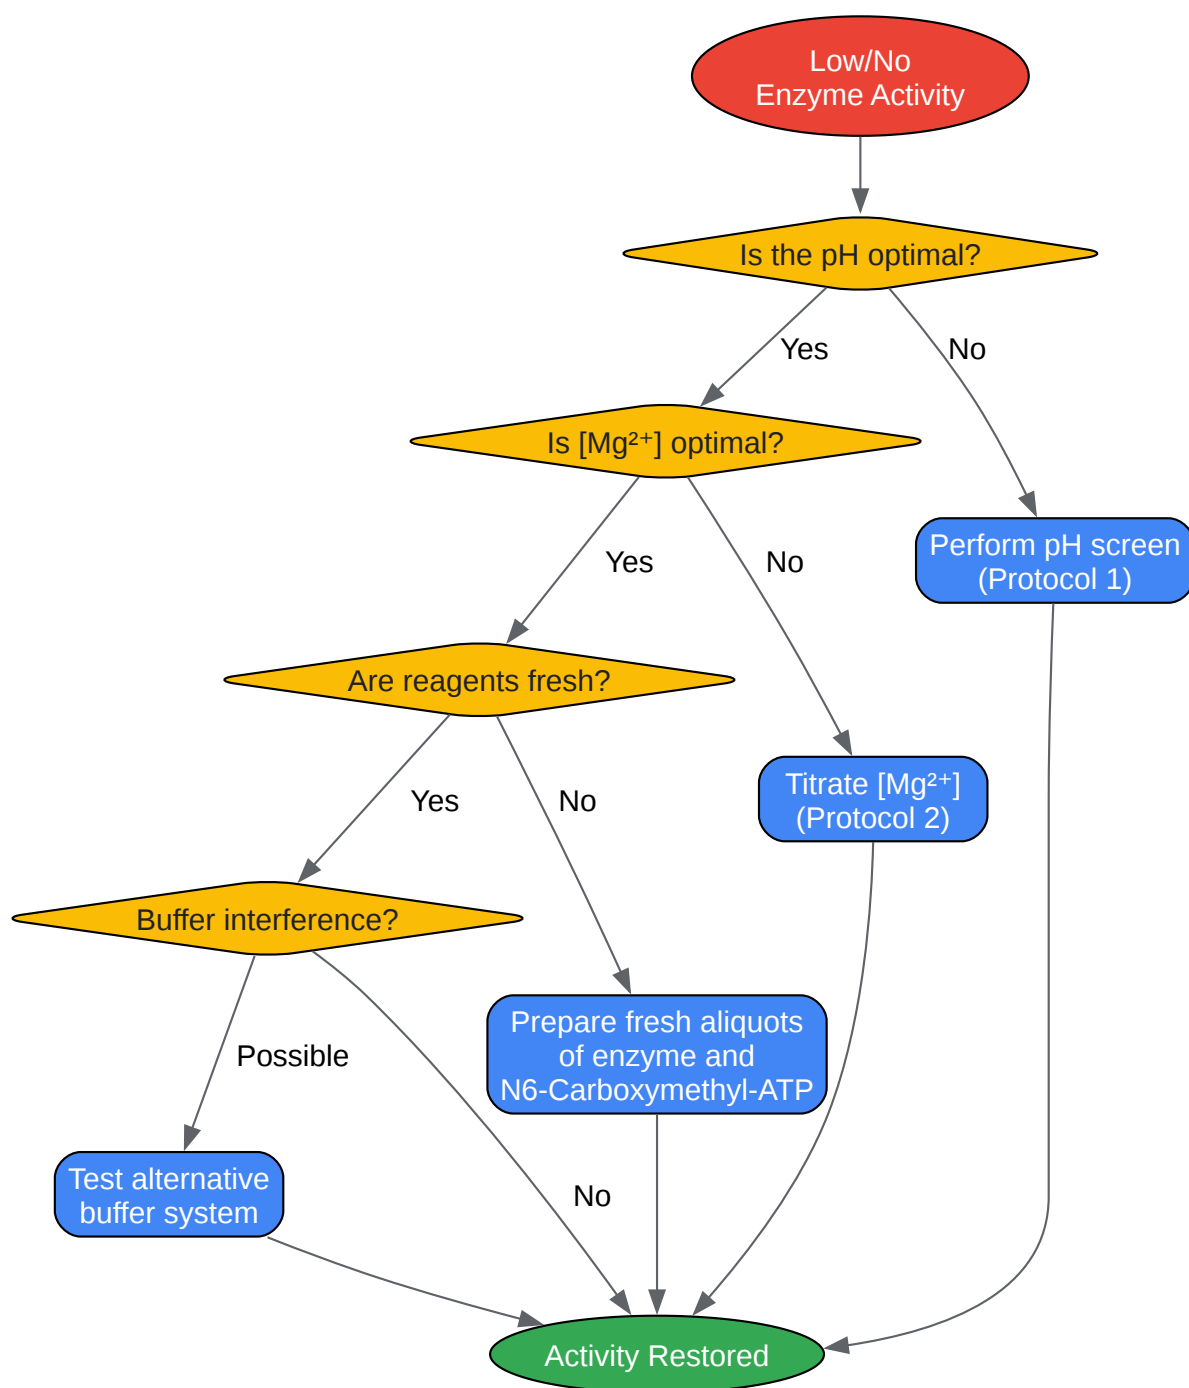 Low/No
Enzyme Activity
Is the pH optimal?
Yes
No
Is [Mg²⁺] optimal?
Perform pH screen
(Protocol 1)
Yes
No
Are reagents fresh?
Titrate [Mg²⁺]
(Protocol 2)
Yes
No
Buffer interference?
Prepare fresh aliquots
of enzyme and
N6-Carboxymethyl-ATP
Possible
Test alternative
buffer system
No
Activity Restored